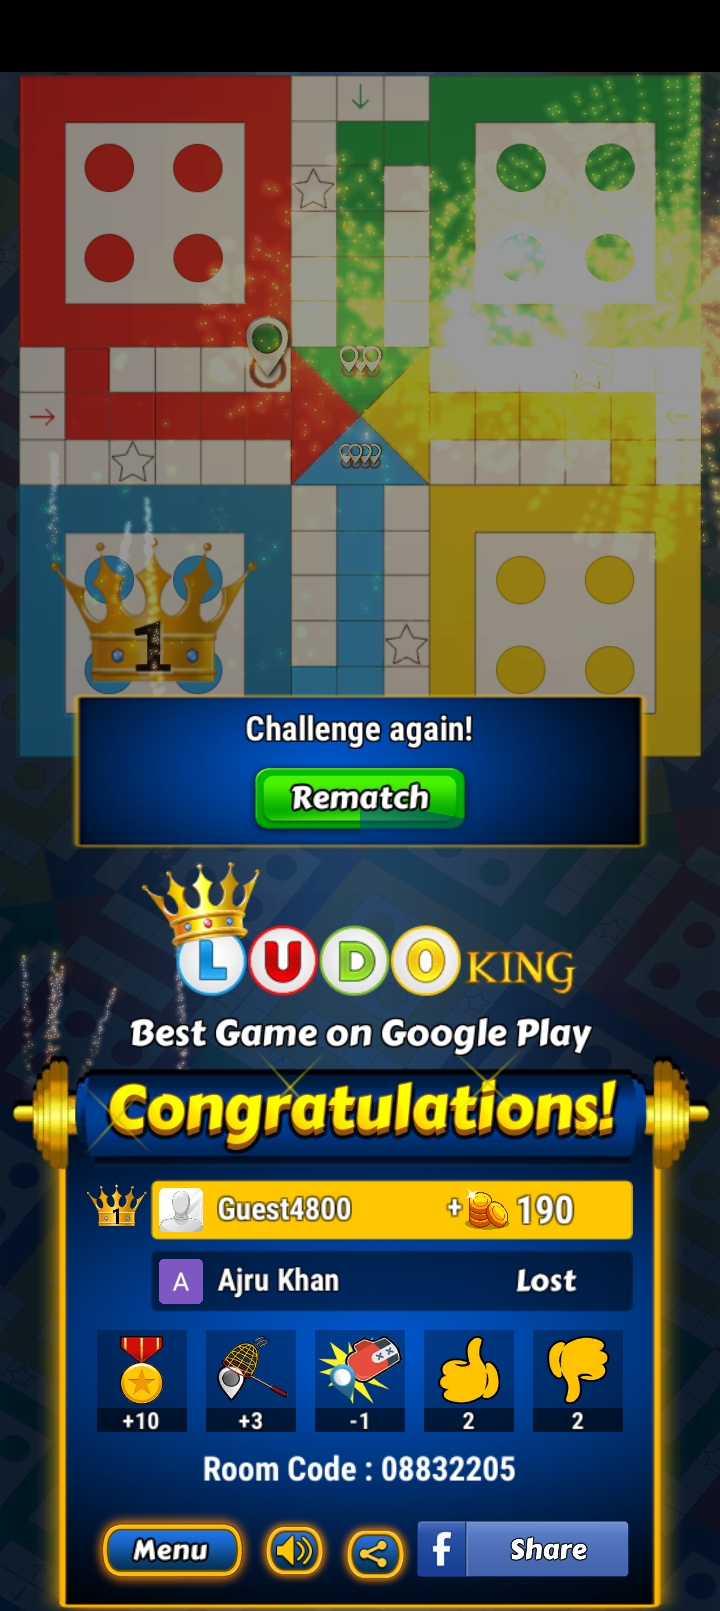 1
Challenge again!
Rematch
LUDO KING
Best Game on Google Play
Congratulations!
1 Guest4800 + 190
A Ajru Khan Lost
+10 +3 -1 2 2
Room Code : 08832205
Menu f Share